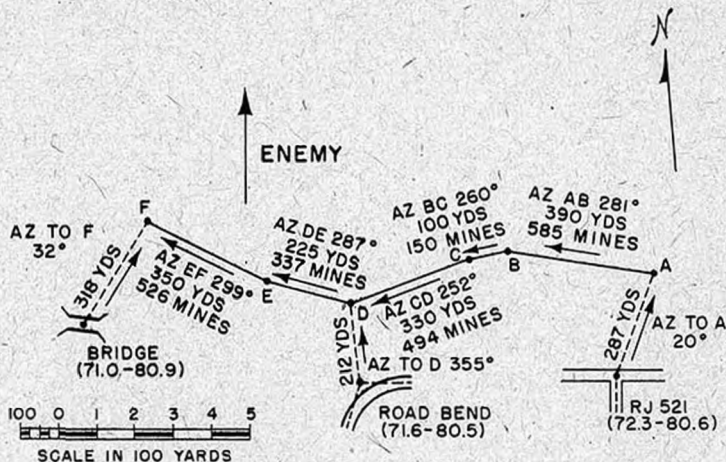 N
ENEMY
F
AZ TO F
32°
318 YDS
AZ EF 299°
350 YDS
526 MINES
E
AZ DE 287°
225 YDS
337 MINES
AZ BC 260°
100 YDS
150 MINES
C
B
AZ AB 281°
390 YDS
585 MINES
A
D
AZ CD 252°
330 YDS
494 MINES
287 YDS
AZ TO A
20°
212 YDS
AZ TO D 355°
BRIDGE
(71.0-80.9)
ROAD BEND
(71.6-80.5)
RJ 521
(72.3-80.6)
100 0 1 2 3 4 5
SCALE IN 100 YARDS